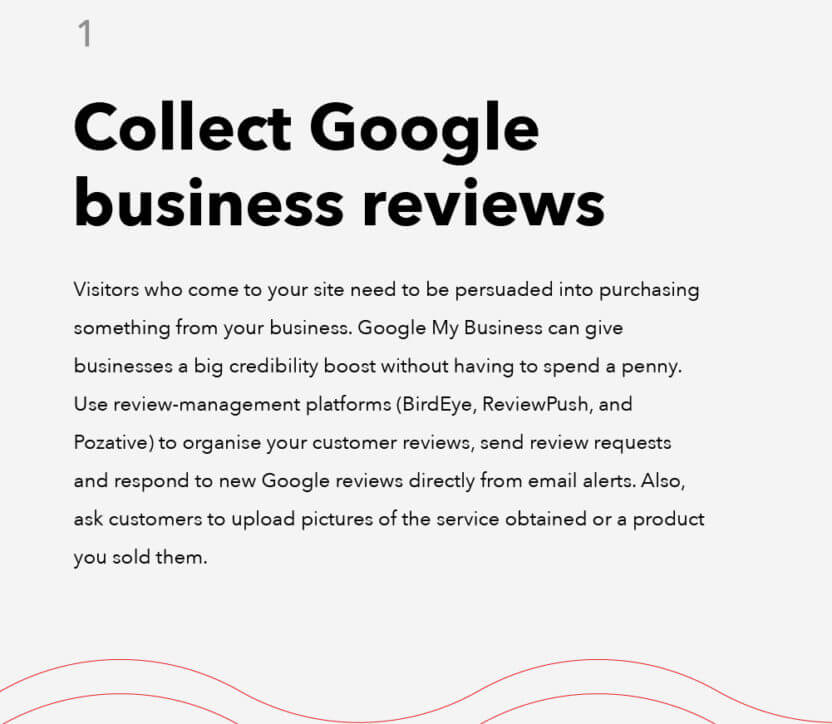 1
Collect Google
business reviews
Visitors who come to your site need to be persuaded into purchasing
something from your business. Google My Business can give
businesses a big credibility boost without having to spend a penny.
Use review-management platforms (BirdEye, ReviewPush, and
Pozative) to organise your customer reviews, send review requests
and respond to new Google reviews directly from email alerts. Also,
ask customers to upload pictures of the service obtained or a product
you sold them.